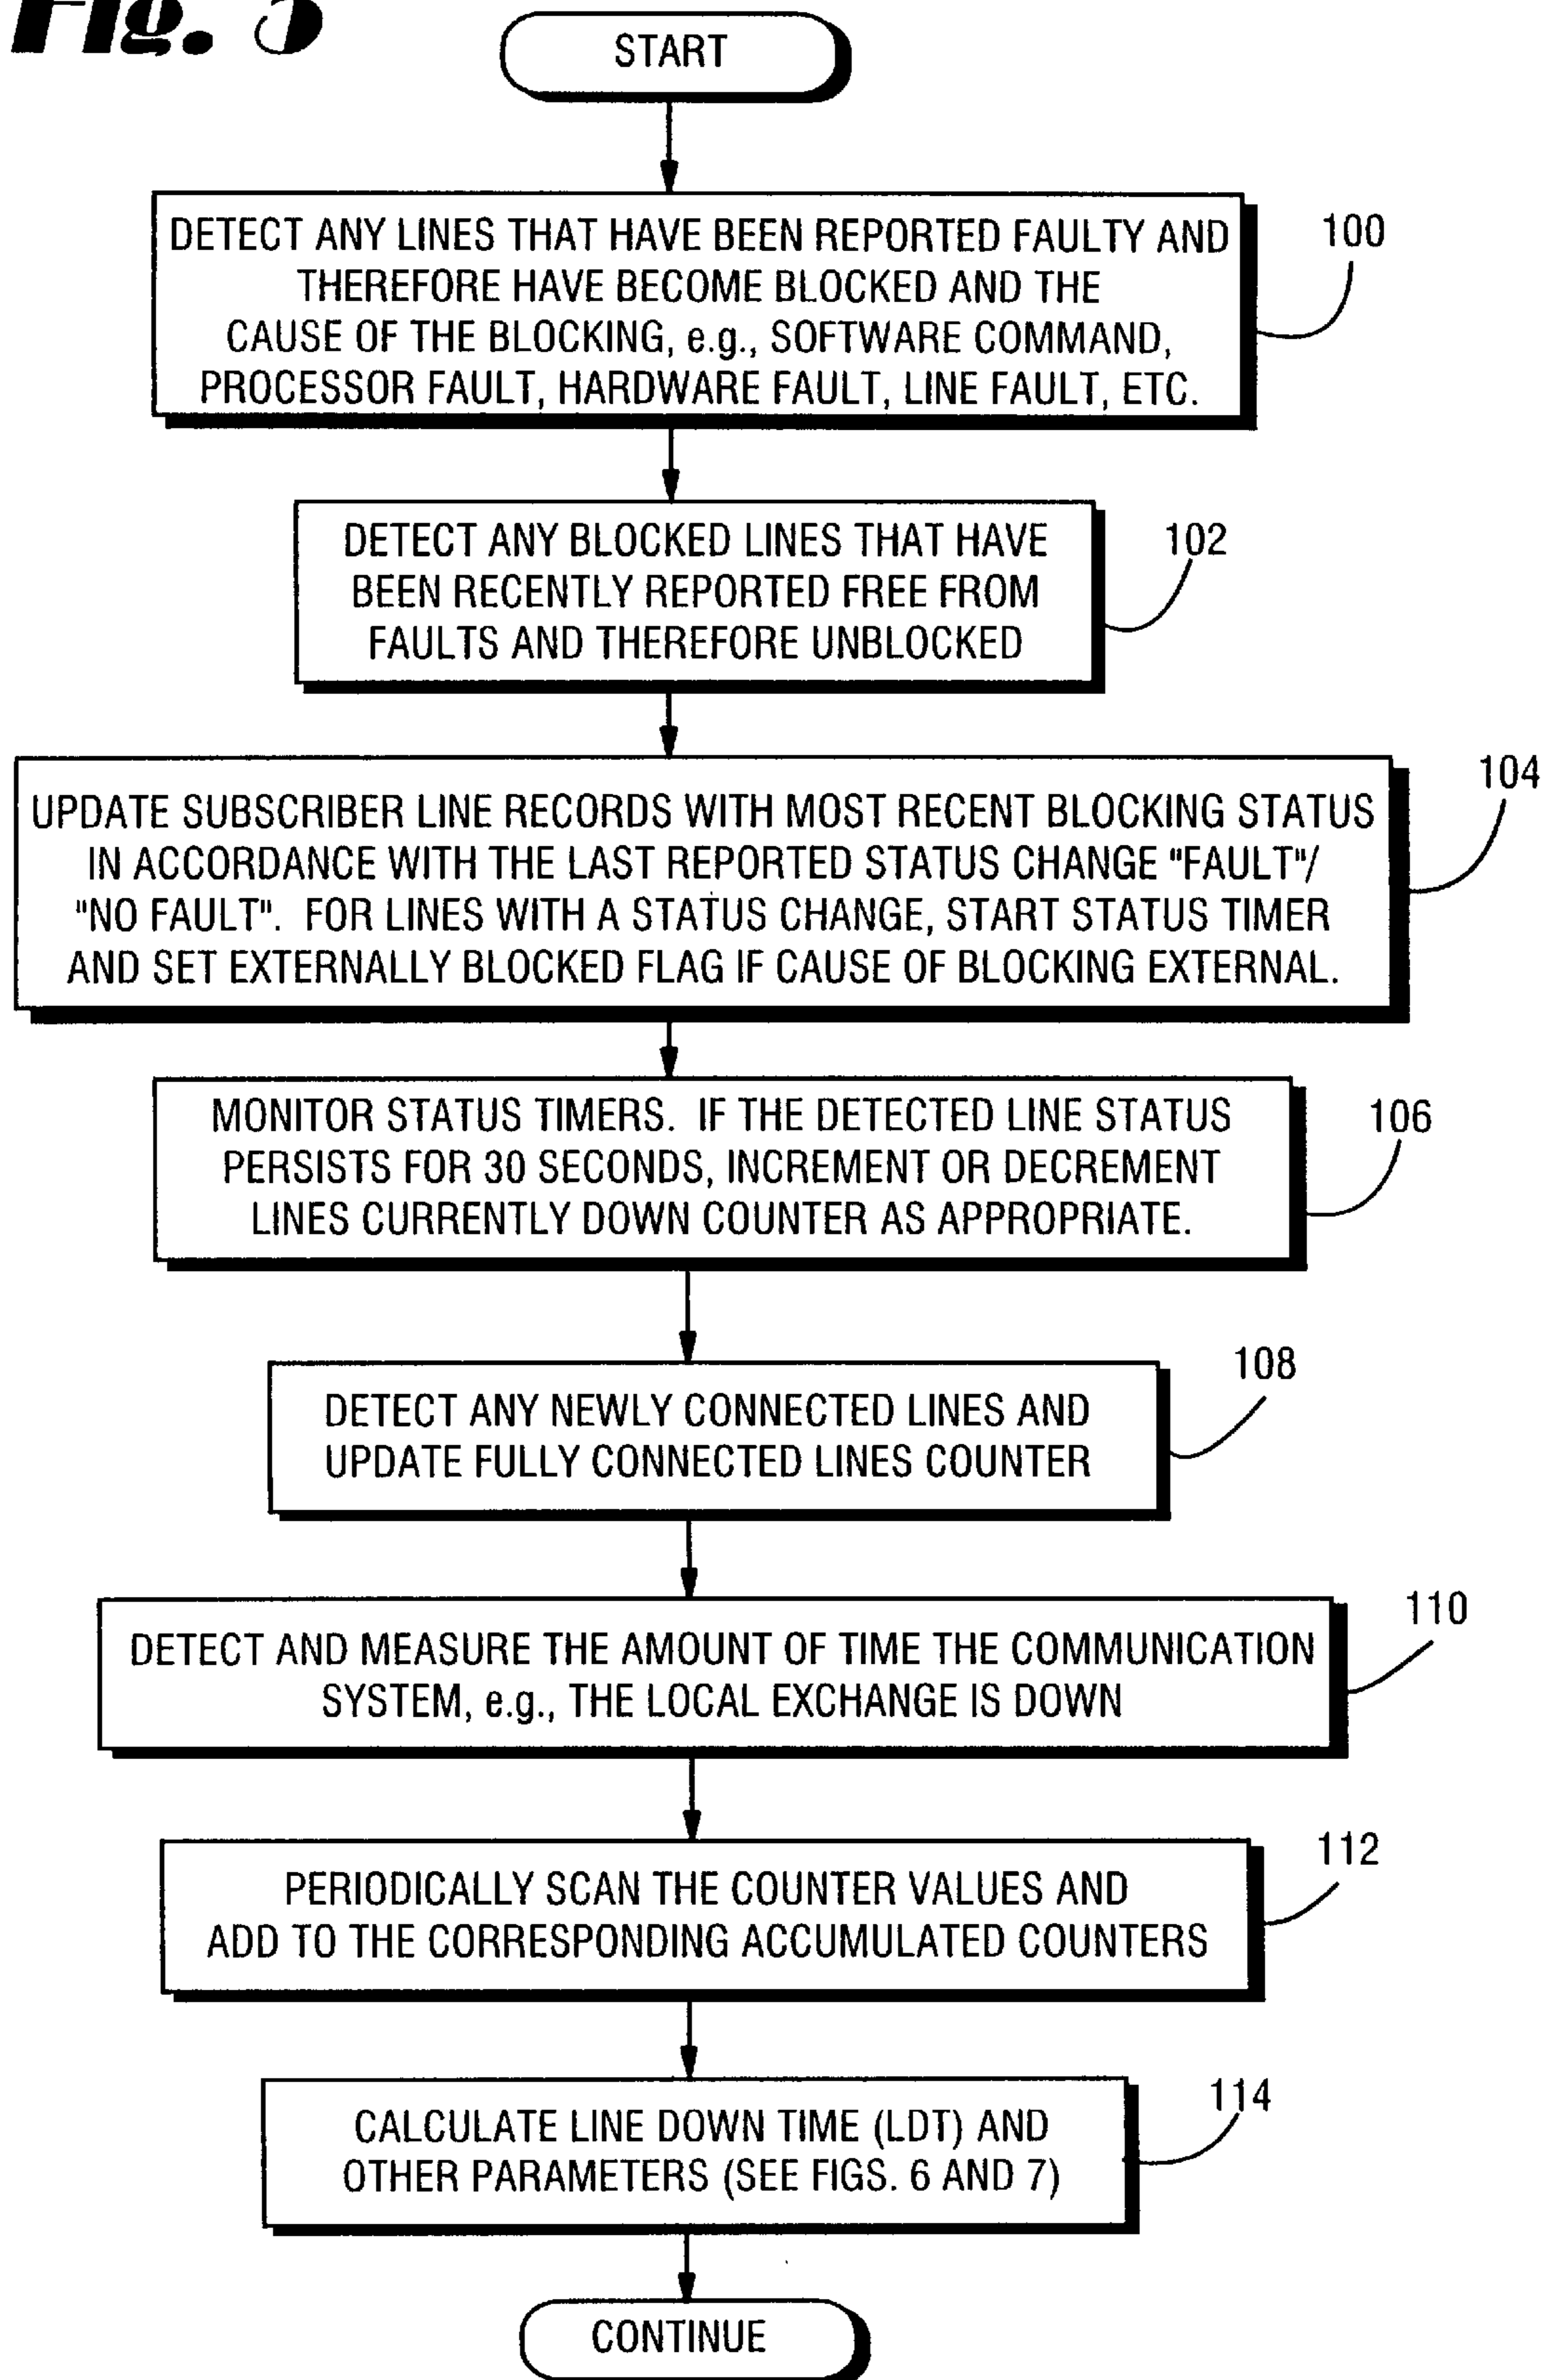 Fig. 5
START
DETECT ANY LINES THAT HAVE BEEN REPORTED FAULTY AND
THEREFORE HAVE BECOME BLOCKED AND THE
CAUSE OF THE BLOCKING, e.g., SOFTWARE COMMAND,
PROCESSOR FAULT, HARDWARE FAULT, LINE FAULT, ETC.
100
DETECT ANY BLOCKED LINES THAT HAVE
BEEN RECENTLY REPORTED FREE FROM
FAULTS AND THEREFORE UNBLOCKED
102
UPDATE SUBSCRIBER LINE RECORDS WITH MOST RECENT BLOCKING STATUS
IN ACCORDANCE WITH THE LAST REPORTED STATUS CHANGE "FAULT"/
"NO FAULT". FOR LINES WITH A STATUS CHANGE, START STATUS TIMER
AND SET EXTERNALLY BLOCKED FLAG IF CAUSE OF BLOCKING EXTERNAL.
104
MONITOR STATUS TIMERS. IF THE DETECTED LINE STATUS
PERSISTS FOR 30 SECONDS, INCREMENT OR DECREMENT
LINES CURRENTLY DOWN COUNTER AS APPROPRIATE.
106
DETECT ANY NEWLY CONNECTED LINES AND
UPDATE FULLY CONNECTED LINES COUNTER
108
DETECT AND MEASURE THE AMOUNT OF TIME THE COMMUNICATION
SYSTEM, e.g., THE LOCAL EXCHANGE IS DOWN
110
PERIODICALLY SCAN THE COUNTER VALUES AND
ADD TO THE CORRESPONDING ACCUMULATED COUNTERS
112
CALCULATE LINE DOWN TIME (LDT) AND
OTHER PARAMETERS (SEE FIGS. 6 AND 7)
114
CONTINUE